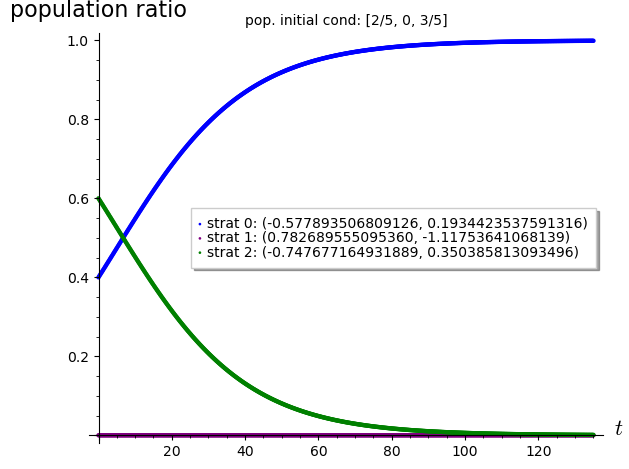 population ratio
pop. initial cond: [2/5, 0, 3/5]
1.0
0.8
0.6
0.4
0.2
strat 0: (-0.577893506809126, 0.1934423537591316)
strat 1: (0.782689555095360, -1.11753641068139)
strat 2: (-0.747677164931889, 0.350385813093496)
20 40 60 80 100 120
t